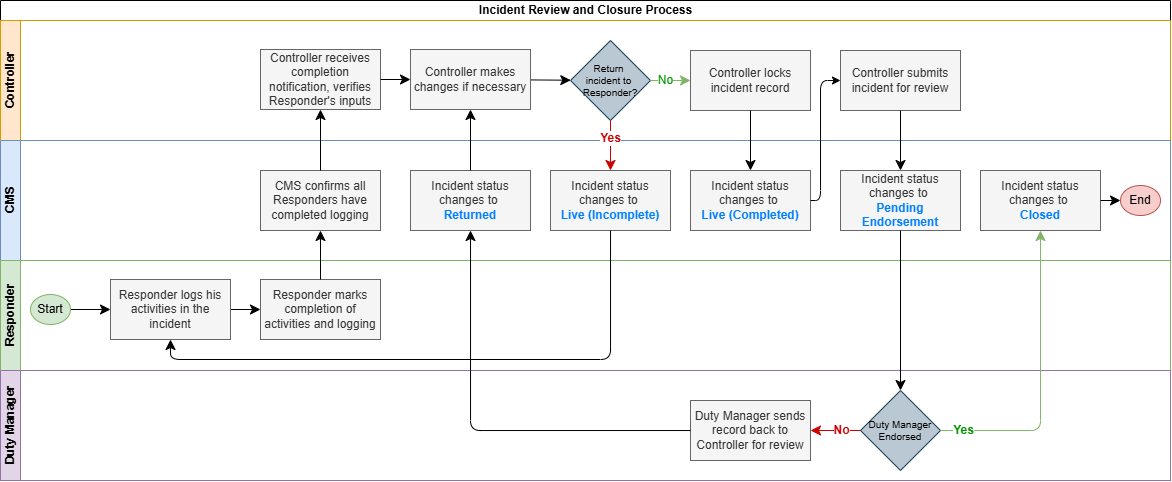 Incident Review and Closure Process
Controller
Controller receives
completion
notification, verifies
Responder's inputs
Controller makes
changes if necessary
Return
incident to
Responder?
No
Yes
Controller locks
incident record
Controller submits
incident for review
CMS
CMS confirms all
Responders have
completed logging
Incident status
changes to
Returned
Incident status
changes to
Live (Incomplete)
Incident status
changes to
Live (Completed)
Incident status
changes to
Pending
Endorsement
Incident status
changes to
Closed
End
Responder
Start
Responder logs his
activities in the
incident
Responder marks
completion of
activities and logging
Duty Manager
Duty Manager sends
record back to
Controller for review
No
Duty Manager
Endorsed
Yes